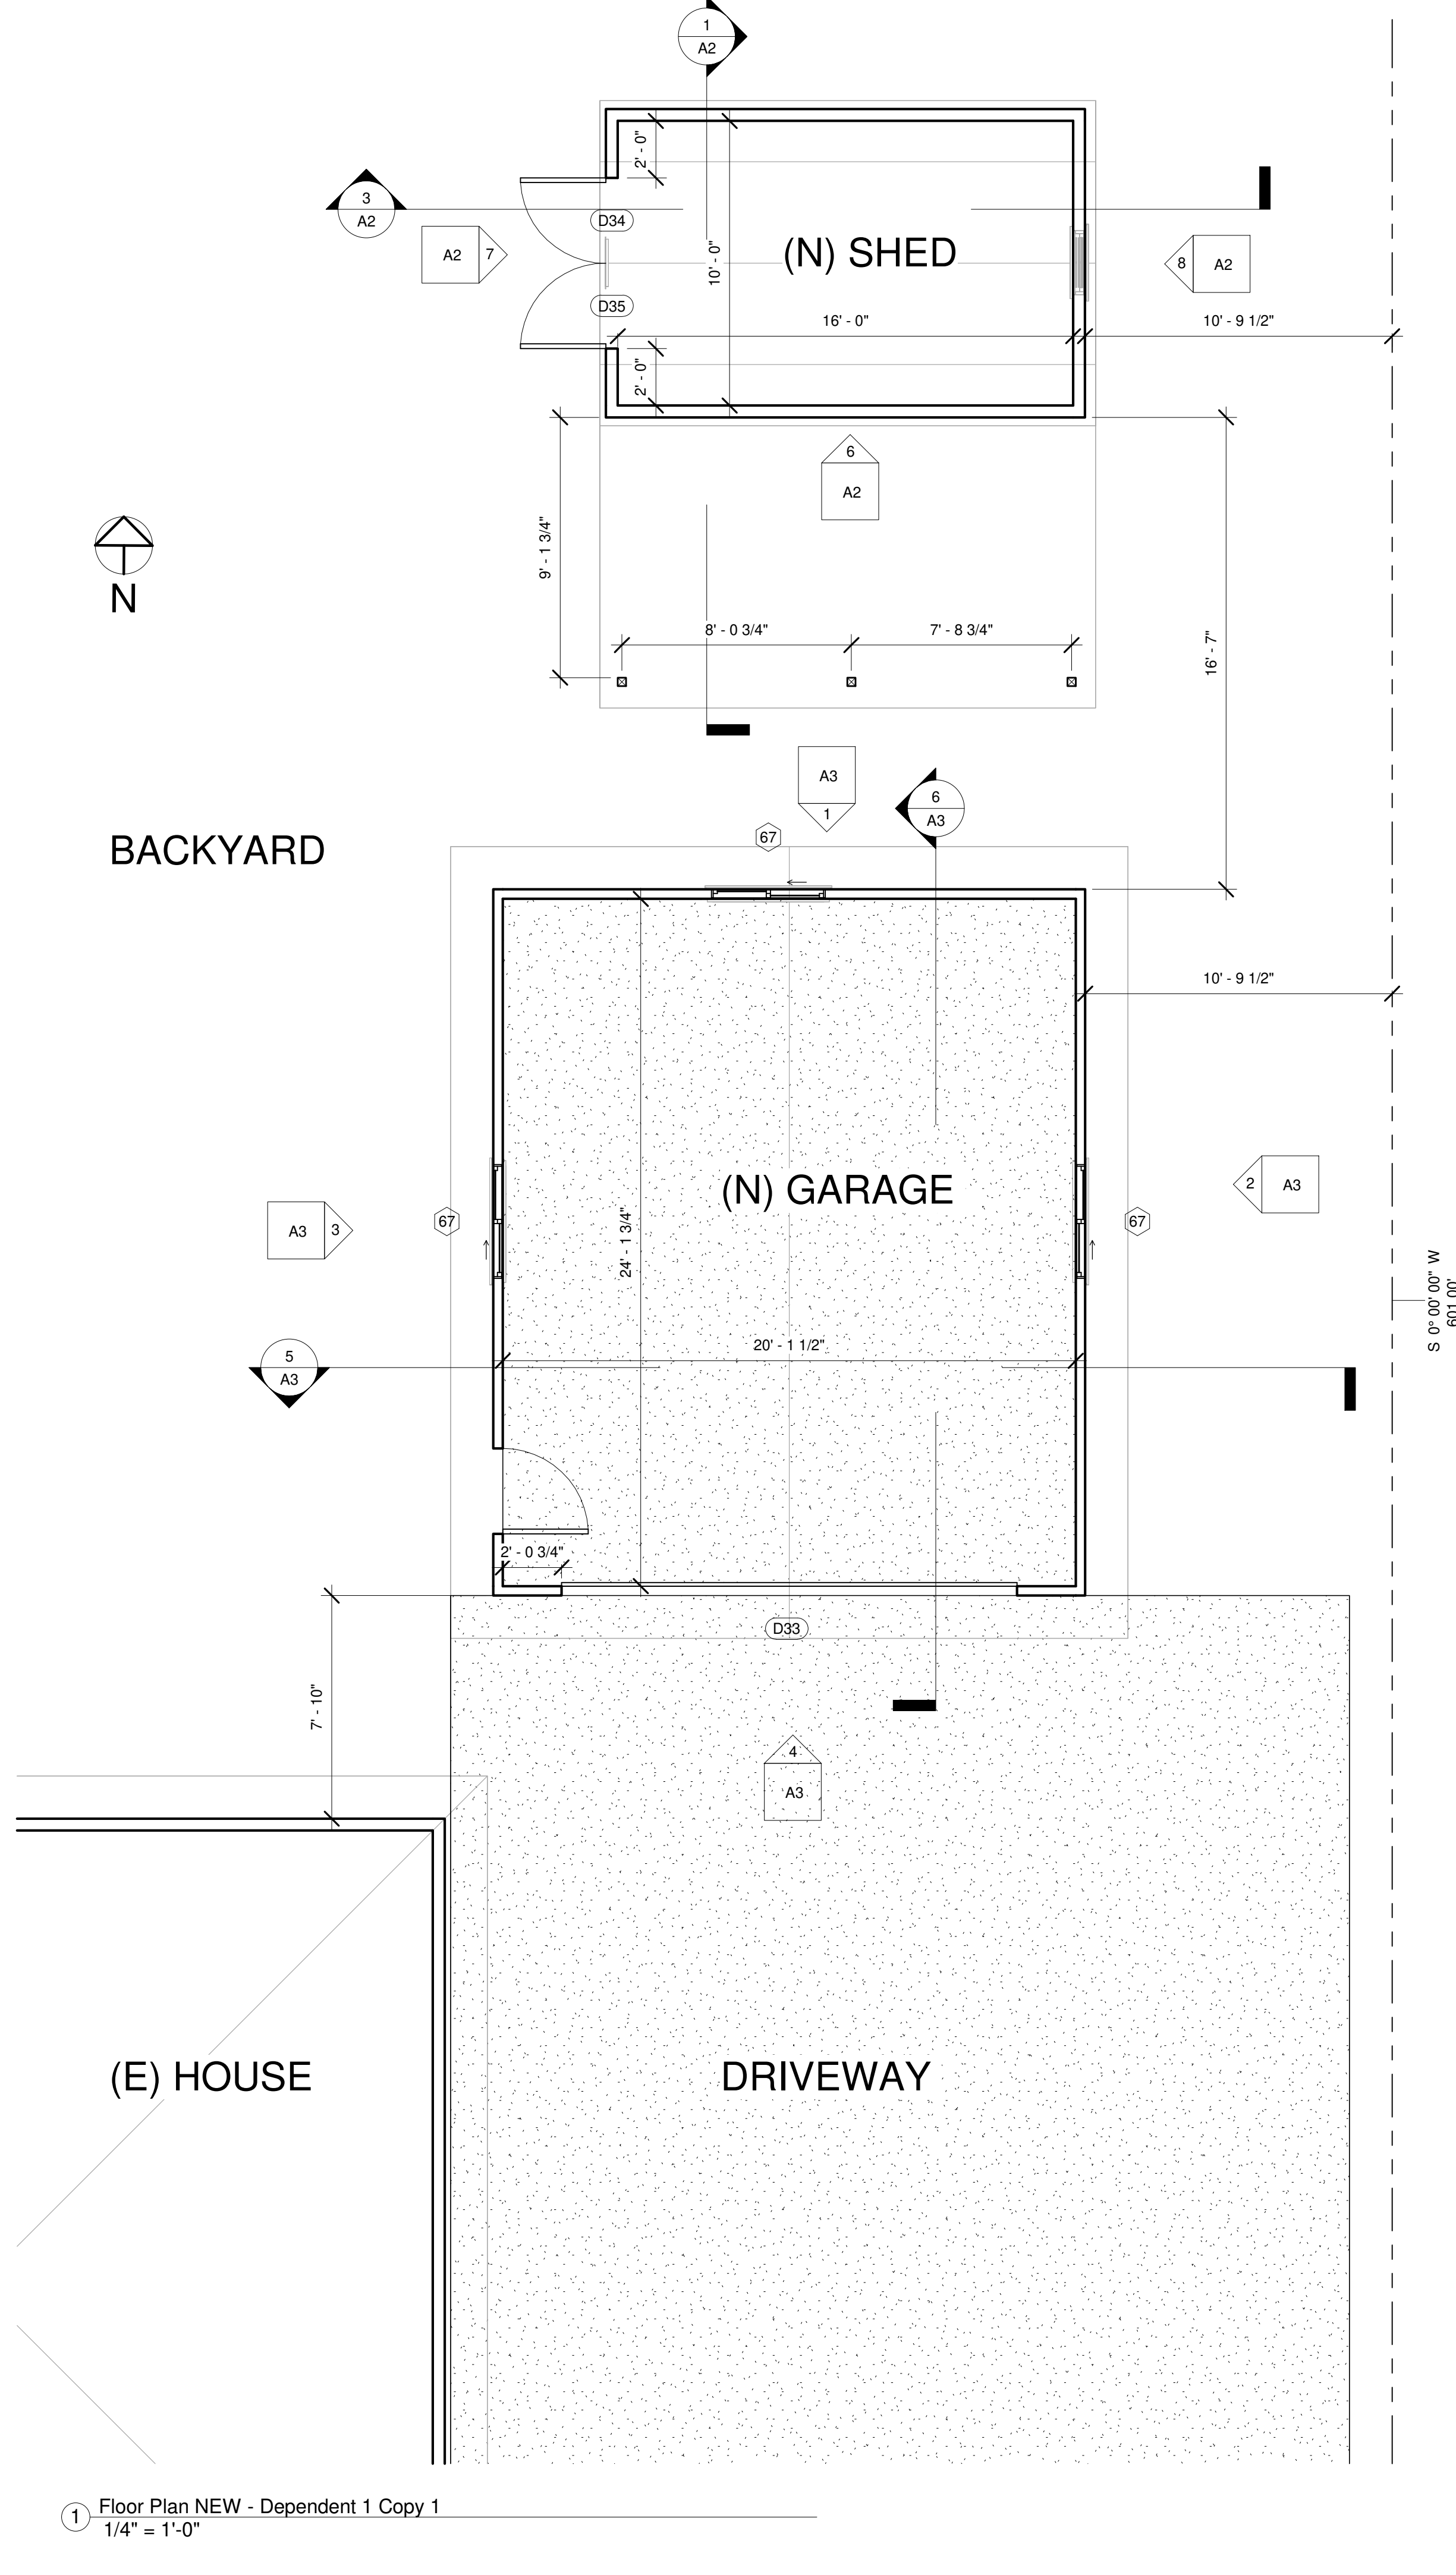 1
A2
2' - 0"
3
A2
A2
7
D34
(N) SHED
10' - 0"
8
A2
D35
16' - 0"
10' - 9 1/2"
2' - 0"
6
A2
9' - 1 3/4"
N
8' - 0 3/4"
7' - 8 3/4"
16' - 7"
A3
1
6
A3
67
BACKYARD
10' - 9 1/2"
(N) GARAGE
2
A3
A3
3
67
67
24' - 1 3/4"
S 0° 00' 00" W
601.00'
20' - 1 1/2"
5
A3
2' - 0 3/4"
D33
7' - 10"
4
A3
(E) HOUSE
DRIVEWAY
1
Floor Plan NEW - Dependent 1 Copy 1
1/4" = 1'-0"